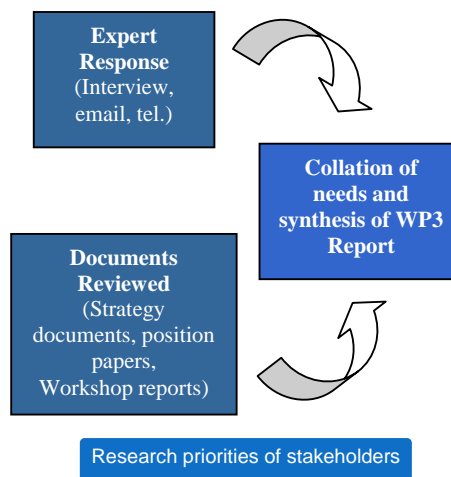 Expert
Response
(Interview,
email, tel.)
Collation of
needs and
synthesis of WP3
Report
Documents
Reviewed
(Strategy
documents, position
papers,
Workshop reports)
Research priorities of stakeholders